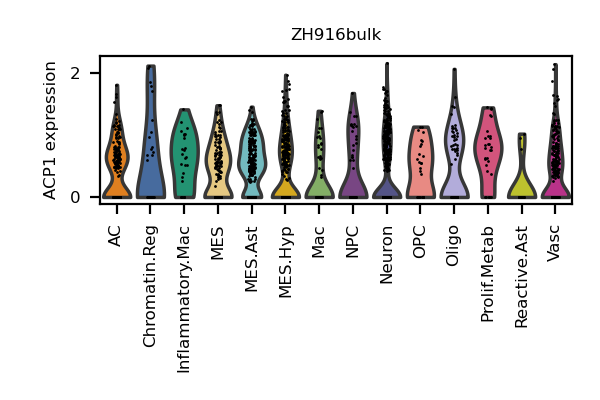 ZH916bulk
ACP1 expression
2
0
AC
Chromatin.Reg
Inflammatory.Mac
MES
MES.Ast
MES.Hyp
Mac
NPC
Neuron
OPC
Oligo
Prolif.Metab
Reactive.Ast
Vasc